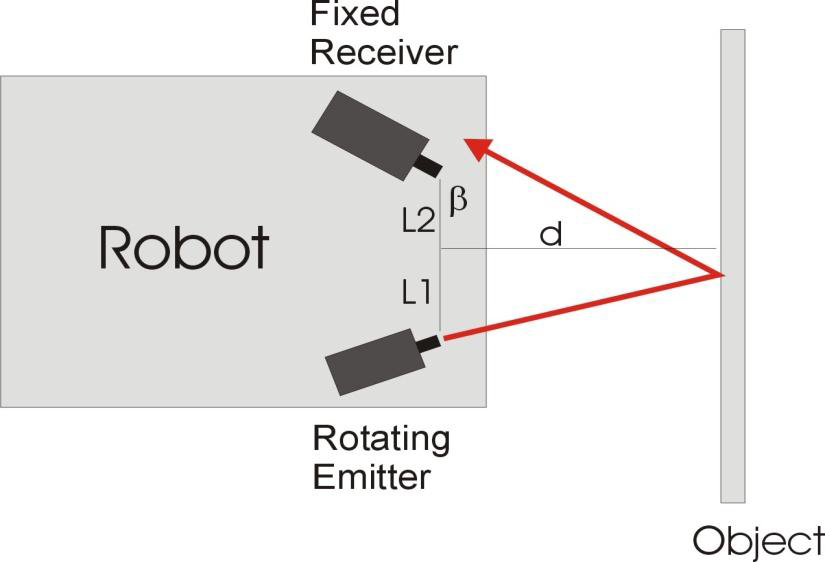 Fixed
Receiver
β
L2
d
Robot
L1
Rotating
Emitter
Object